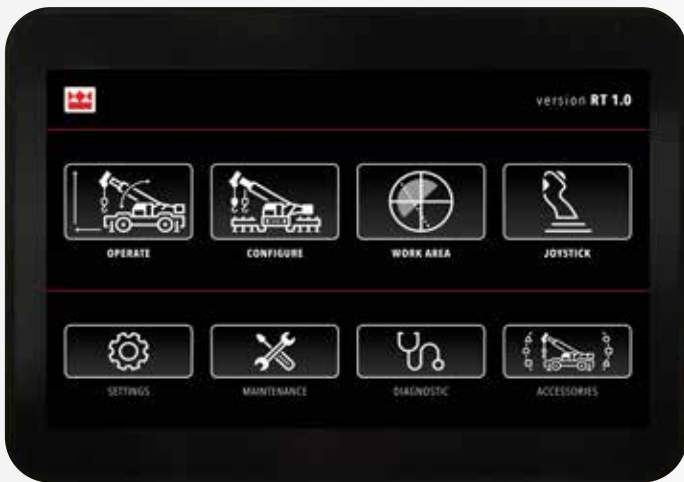 version RT 1.0
OPERATE
CONFIGURE
WORK AREA
JOYSTICK
SETTINGS
MAINTENANCE
DIAGNOSTIC
ACCESSORIES